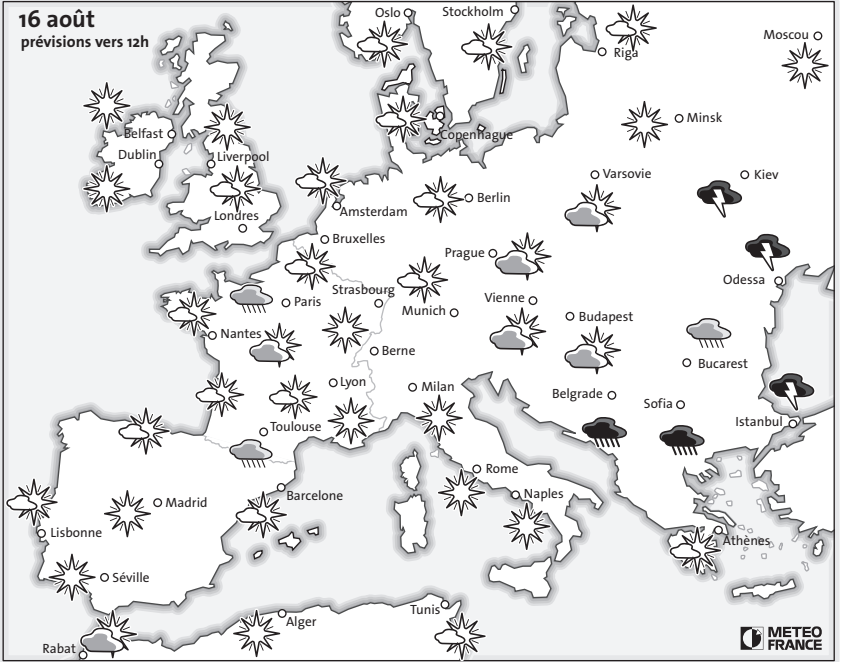 16 août
prévisions vers 12h
Oslo
Stockholm
Riga
Moscou
Belfast
Dublin
Liverpool
Copenhague
Minsk
Londres
Amsterdam
Berlin
Varsovie
Kiev
Bruxelles
Prague
Odessa
Paris
Strasbourg
Munich
Vienne
Budapest
Nantes
Berne
Bucarest
Lyon
Milan
Belgrade
Sofia
Istanbul
Toulouse
Rome
Madrid
Barcelone
Naples
Lisbonne
Athènes
Séville
Rabat
Alger
Tunis
METEO
FRANCE